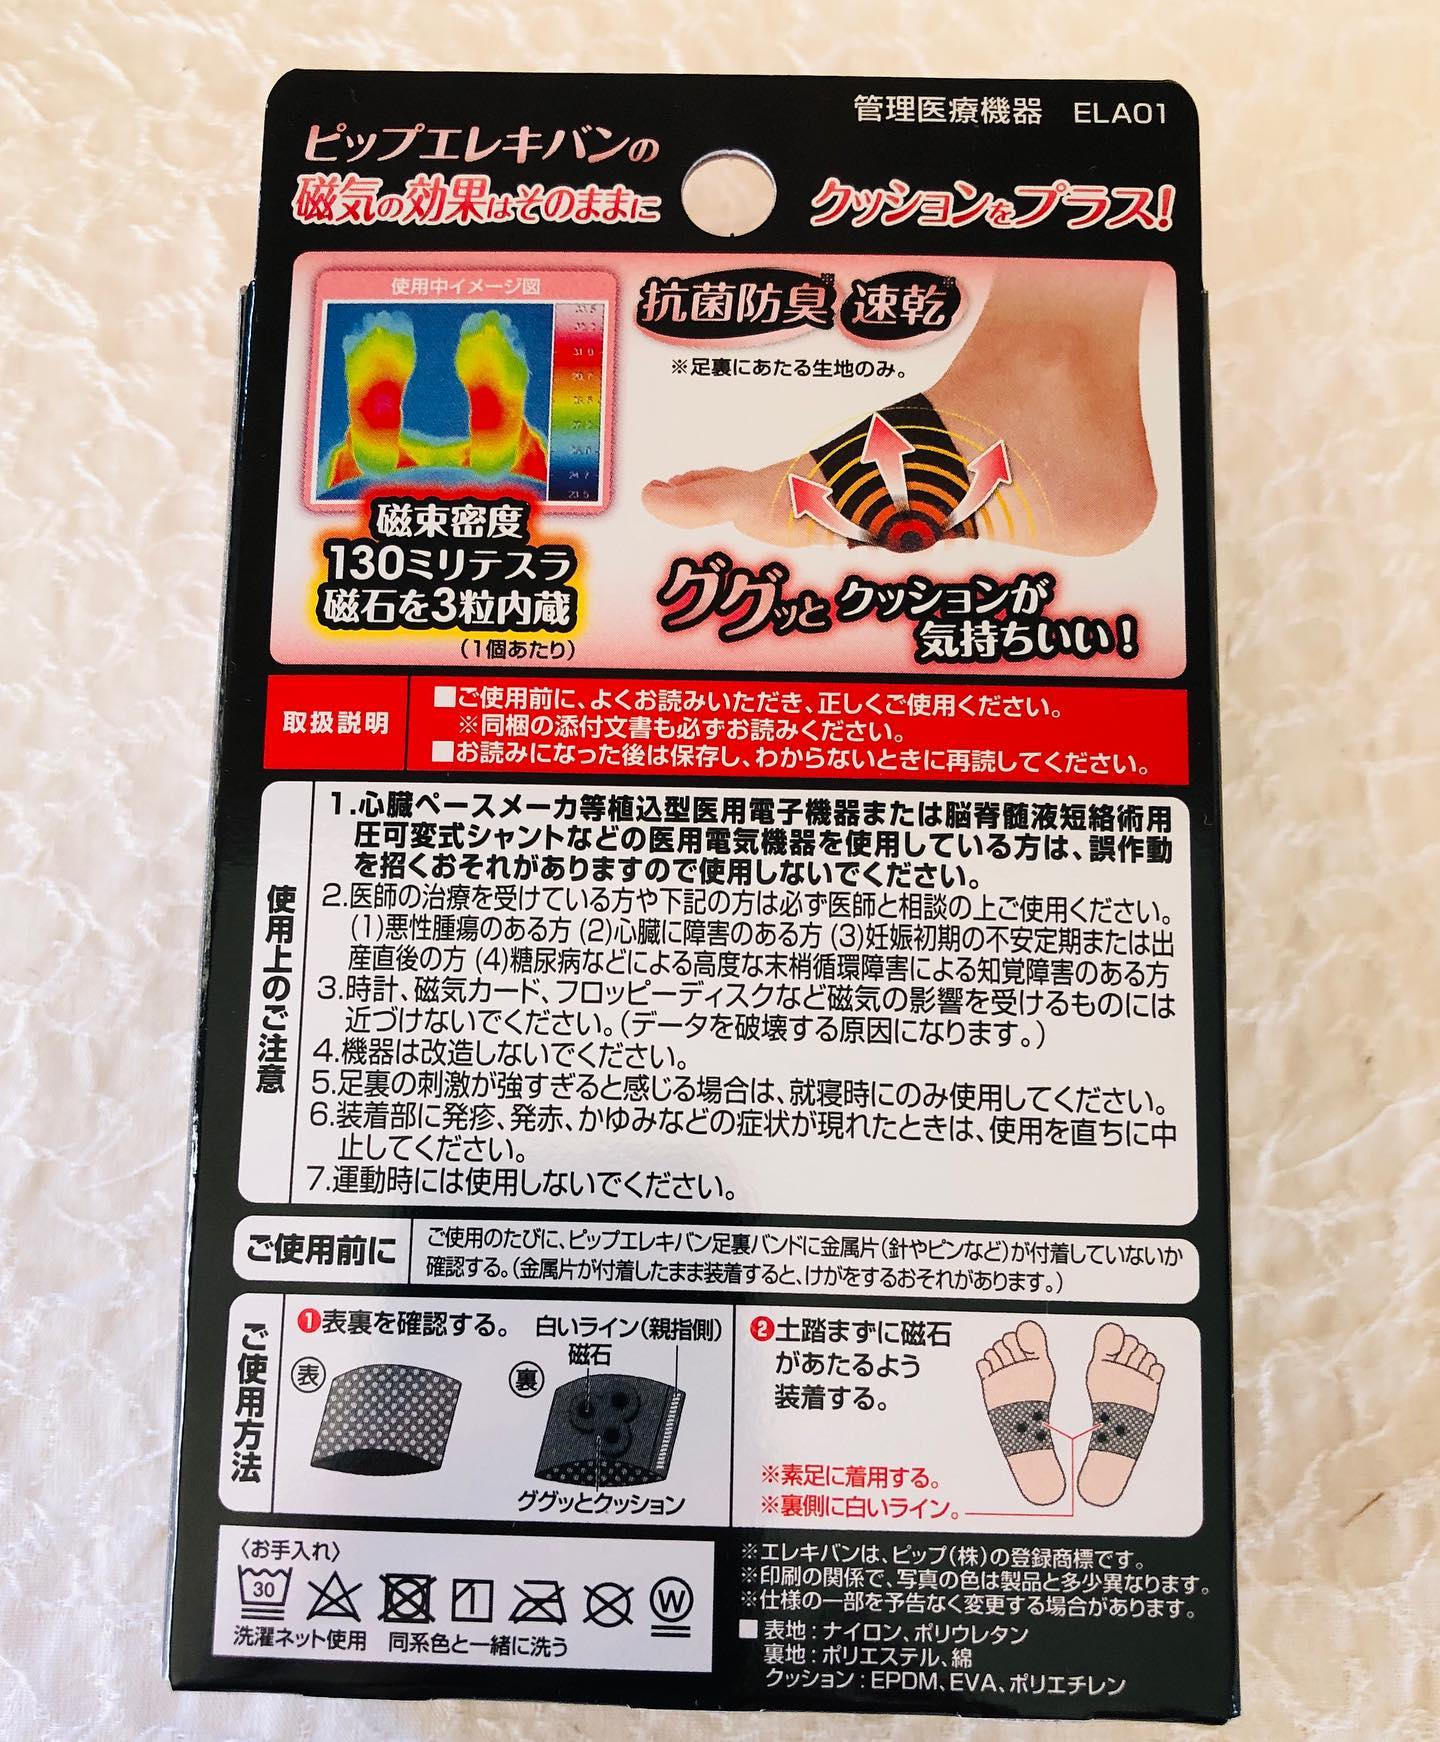 管理医療機器 ELA01
ピップエレキバンの
磁気の効果はそのままに クッションをプラス!
使用中イメージ図
抗菌防臭 速乾
※足裏にあたる生地のみ。
31.0
24.7
23.5
磁束密度
130ミリテスラ
磁石を3粒内蔵
(1個あたり)
ググッと クッションが
気持ちいい!
取扱説明
■ご使用前に、よくお読みいただき、正しくご使用ください。
※同梱の添付文書も必ずお読みください。
■お読みになった後は保存し、わからないときに再読してください。
使用上のご注意
1.心臓ペースメーカ等植込型医用電子機器または脳脊髄液短絡術用
圧可変式シャントなどの医用電気機器を使用している方は、誤作動
を招くおそれがありますので使用しないでください。
2.医師の治療を受けている方や下記の方は必ず医師と相談の上ご使用ください。
(1)悪性腫瘍のある方 (2)心臓に障害のある方 (3)妊娠初期の不安定期または出
産直後の方 (4)糖尿病などによる高度な末梢循環障害による知覚障害のある方
3.時計、磁気カード、フロッピーディスクなど磁気の影響を受けるものには
近づけないでください。(データを破壊する原因になります。)
4.機器は改造しないでください。
5.足裏の刺激が強すぎると感じる場合は、就寝時にのみ使用してください。
6.装着部に発疹、発赤、かゆみなどの症状が現れたときは、使用を直ちに中
止してください。
7.運動時には使用しないでください。
ご使用前に
ご使用のたびに、ピップエレキバン足裏バンドに金属片(針やピンなど)が付着していないか
確認する。(金属片が付着したまま装着すると、けがをするおそれがあります。)
ご使用方法
❶表裏を確認する。
白いライン(親指側)
磁石
表
裏
ググッとクッション
❷土踏まずに磁石
があたるよう
装着する。
※素足に着用する。
※裏側に白いライン。
〈お手入れ〉
30
W
洗濯ネット使用 同系色と一緒に洗う
※エレキバンは、ピップ(株)の登録商標です。
※印刷の関係で、写真の色は製品と多少異なります。
※仕様の一部を予告なく変更する場合があります。
■表地:ナイロン、ポリウレタン
裏地:ポリエステル、綿
クッション:EPDM、EVA、ポリエチレン